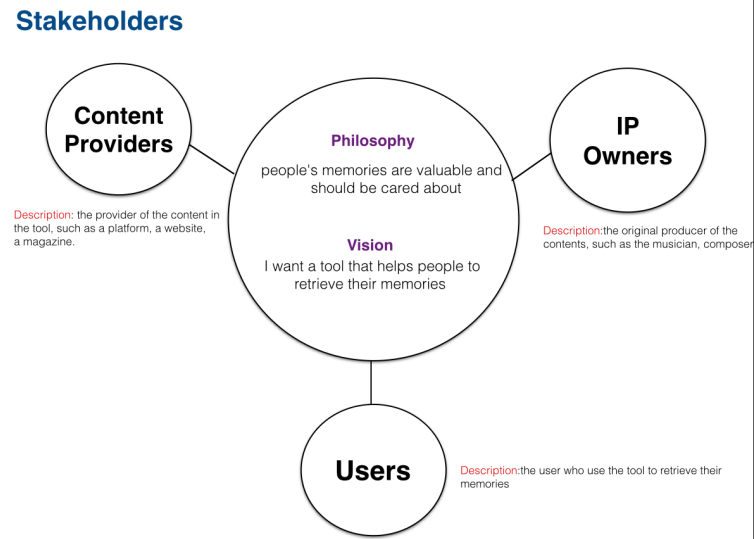 Stakeholders
Content
Providers
Description: the provider of the content in
the tool, such as a platform, a website,
a magazine.
Philosophy
people's memories are valuable and
should be cared about
Vision
I want a tool that helps people to
retrieve their memories
IP
Owners
Description:the original producer of the
contents, such as the musician, composer
Users
Description:the user who use the tool to retrieve their
memories